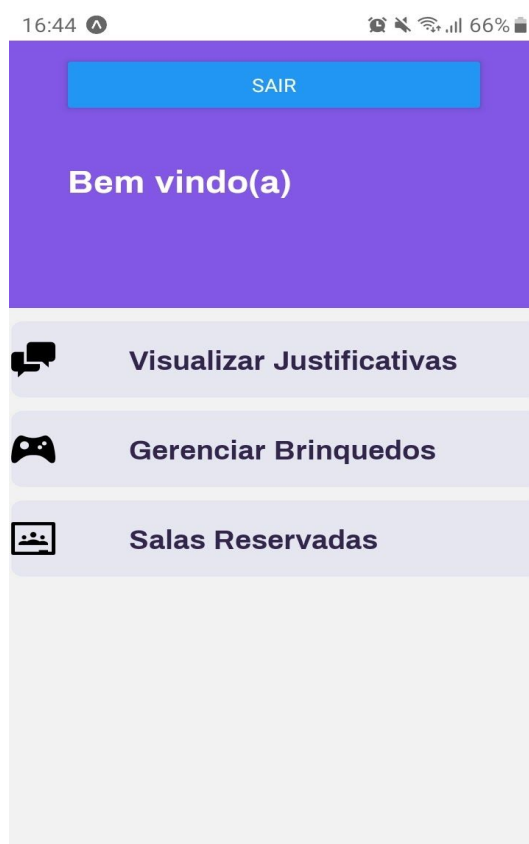 16:44
66%
SAIR
Bem vindo(a)
Visualizar Justificativas
Gerenciar Brinquedos
Salas Reservadas